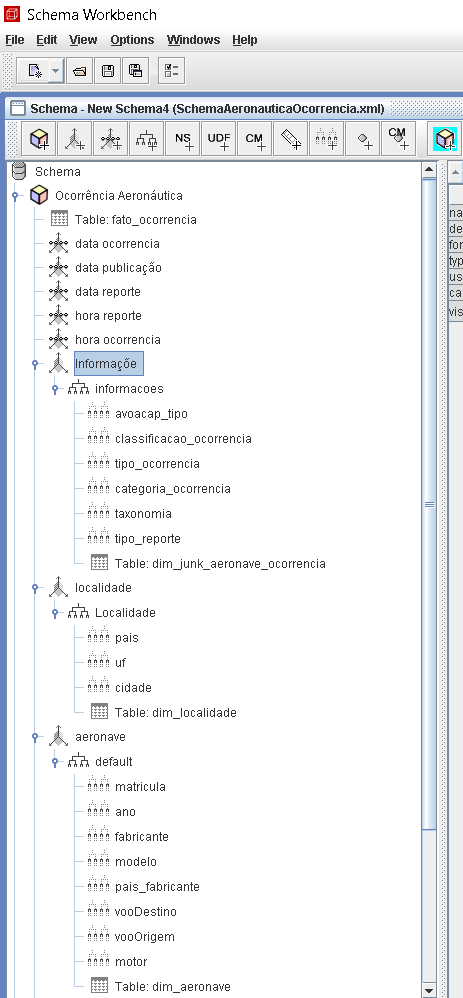 Schema Workbench
File Edit View Options Windows Help
Schema - New Schema4 (SchemaAeronauticaOcorrencia.xml)
NS UDF CM CM
Schema
Ocorrência Aeronáutica
Table: fato_ocorrencia
data ocorrencia
data publicação
data reporte
hora reporte
hora ocorrencia
Informaçõe
informacoes
avoacap_tipo
classificacao_ocorrencia
tipo_ocorrencia
categoria_ocorrencia
taxonomia
tipo_reporte
Table: dim_junk_aeronave_ocorrencia
localidade
Localidade
pais
uf
cidade
Table: dim_localidade
aeronave
default
matricula
ano
fabricante
modelo
pais_fabricante
vooDestino
vooOrigem
motor
Table: dim_aeronave
na
de
for
typ
us
ca
vis